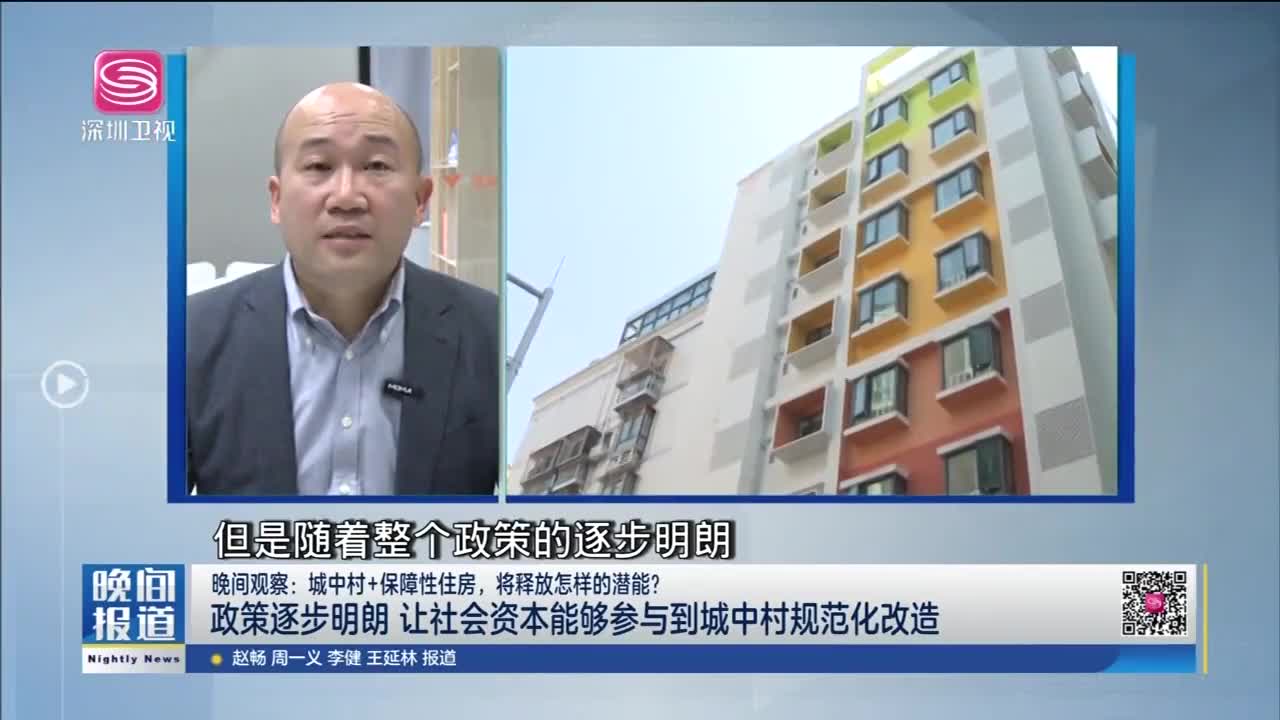 深圳卫视
MOMA
但是随着整个政策的逐步明朗
晚间报道
Nightly News
晚间观察：城中村+保障性住房，将释放怎样的潜能？
政策逐步明朗 让社会资本能够参与到城中村规范化改造
赵畅 周一义 李健 王延林 报道